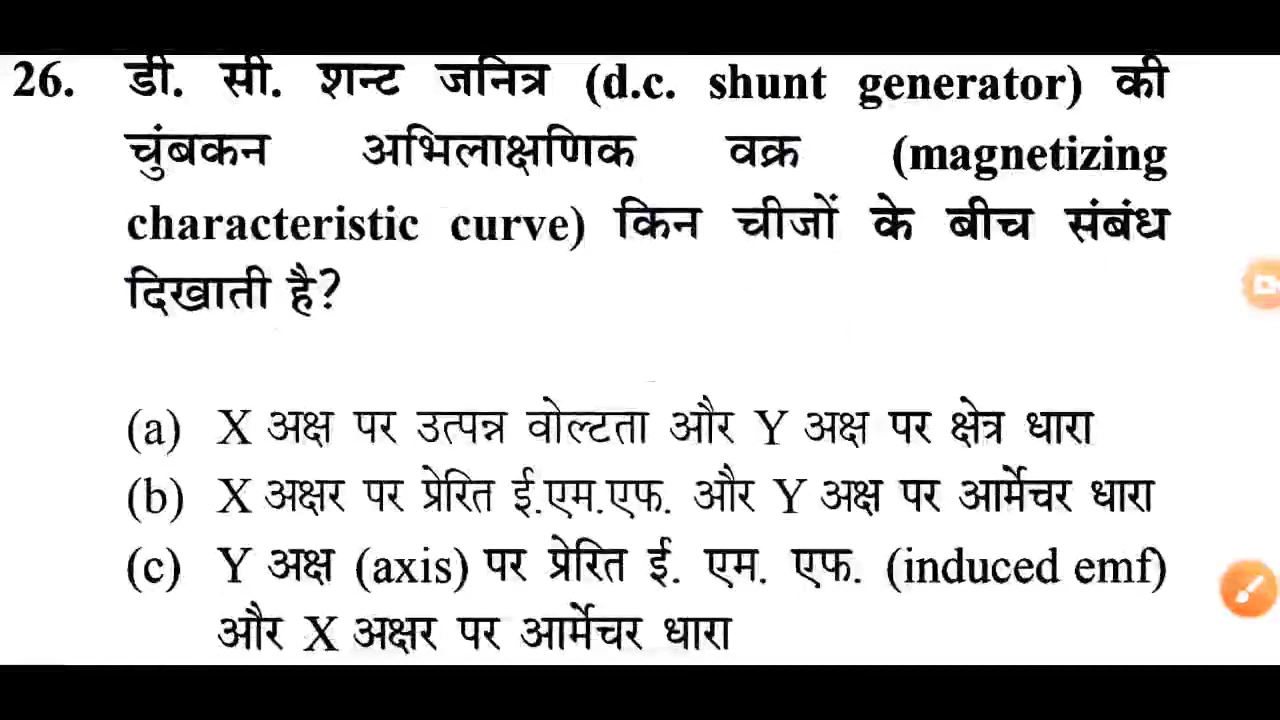 26. डी. सी. शन्ट जनित्र (d.c. shunt generator) की
चुंबकन अभिलाक्षणिक वक्र (magnetizing
characteristic curve) किन चीजों के बीच संबंध
दिखाती है?
(a) X अक्ष पर उत्पन्न वोल्टता और Y अक्ष पर क्षेत्र धारा
(b) X अक्षर पर प्रेरित ई.एम.एफ. और Y अक्ष पर आर्मेचर धारा
(c) Y अक्ष (axis) पर प्रेरित ई. एम. एफ. (induced emf)
और X अक्षर पर आर्मेचर धारा